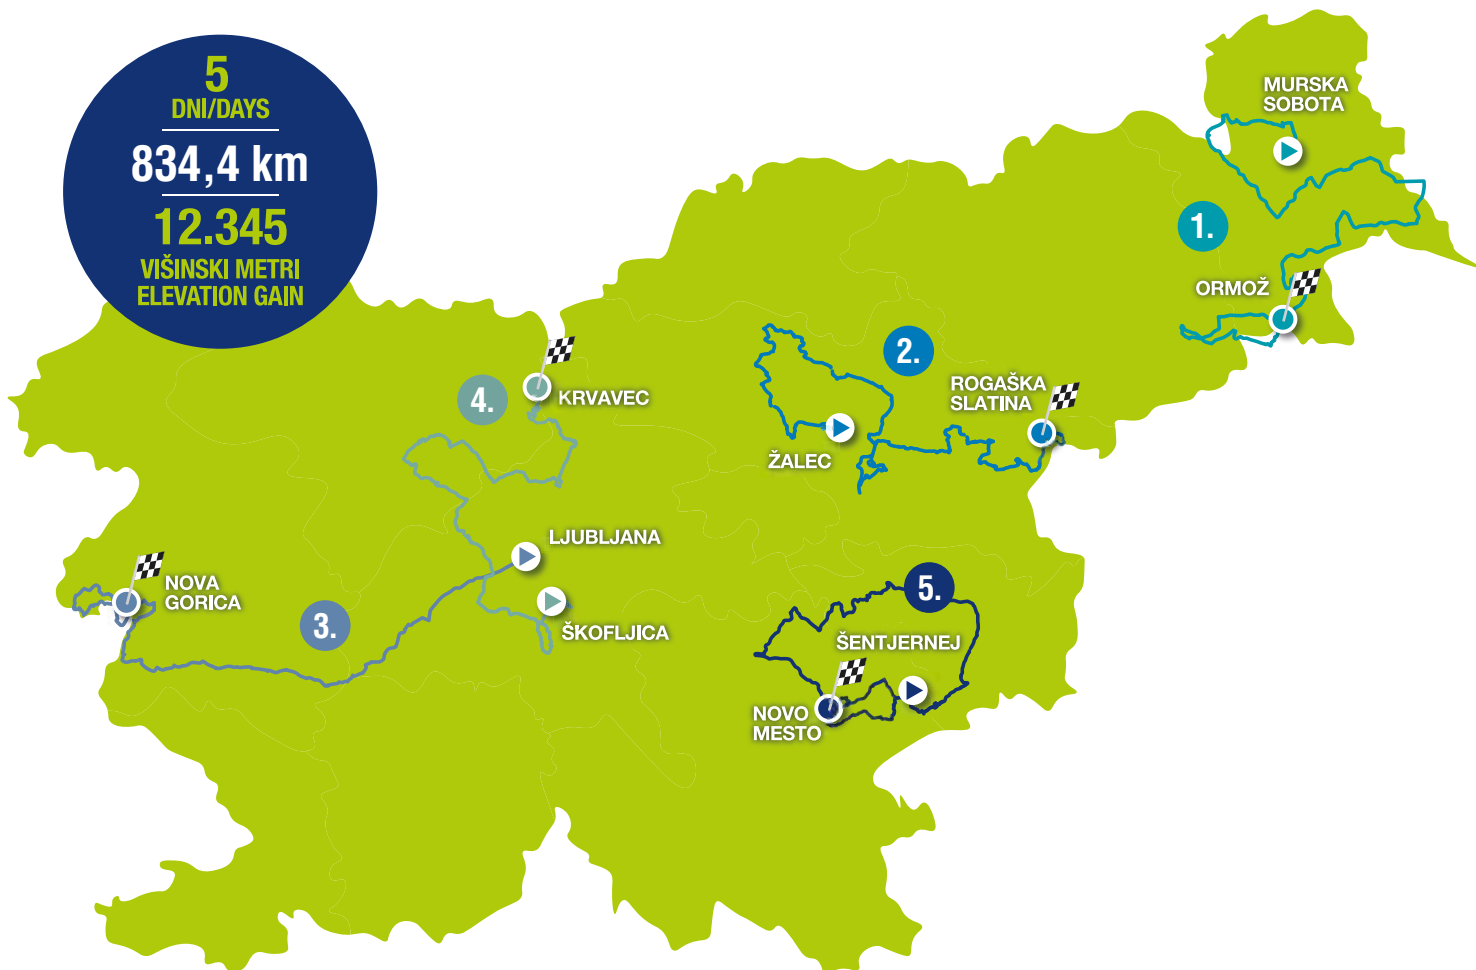 5
DNI/DAYS
834,4 km
12.345
VIŠINSKI METRI
ELEVATION GAIN
MURSKA
SOBOTA
1.
ORMOŽ
2.
ROGAŠKA
SLATINA
ŽALEC
4.
KRVAVEC
LJUBLJANA
NOVA
GORICA
3.
ŠKOFLJICA
5.
ŠENTJERNEJ
NOVO
MESTO